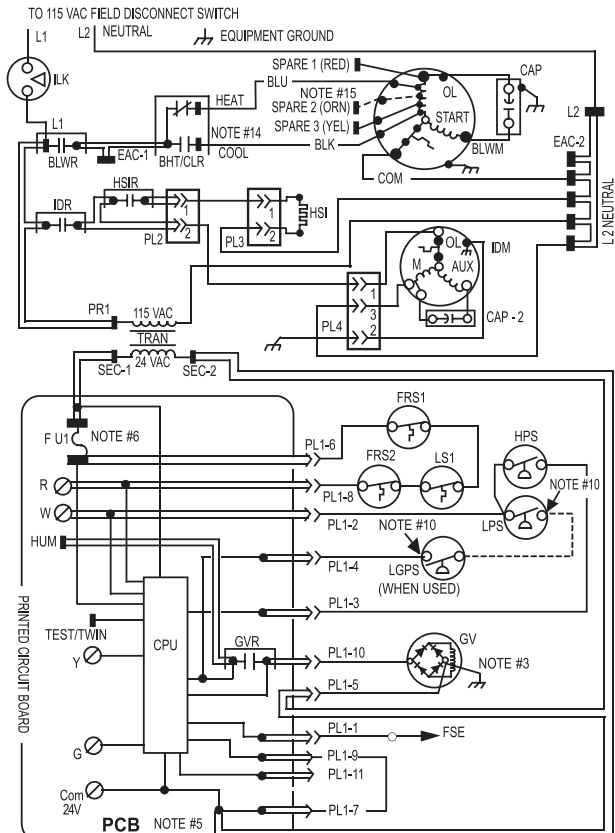 TO 115 VAC FIELD DISCONNECT SWITCH
L1
L2 NEUTRAL
EQUIPMENT GROUND
ILK
SPARE 1 (RED)
BLU
OL
CAP
HEAT
NOTE #15
SPARE 2 (ORN)
START
L1
NOTE #14
SPARE 3 (YEL)
L2
BLWR
EAC-1
BHT/CLR
COOL
BLK
BLWM
EAC-2
COM
HSIR
IDR
1
1
HSI
L2 NEUTRAL
PL2
2
PL3
2
OL
IDM
M
AUX
PR1
115 VAC
1
3
TRAN
PL4
2
CAP - 2
24 VAC
SEC-1
SEC-2
FRS1
F U1
NOTE #6
PL1-6
HPS
FRS2
LS1
NOTE #10
R
PL1-8
W
PL1-2
NOTE #10
LPS
HUM
PL1-4
LGPS
(WHEN USED)
PL1-3
PRINTED CIRCUIT BOARD
TEST/TWIN
CPU
GVR
PL1-10
GV
Y
NOTE #3
PL1-5
PL1-1
FSE
G
PL1-9
PL1-11
Com
24V
PL1-7
PCB NOTE #5